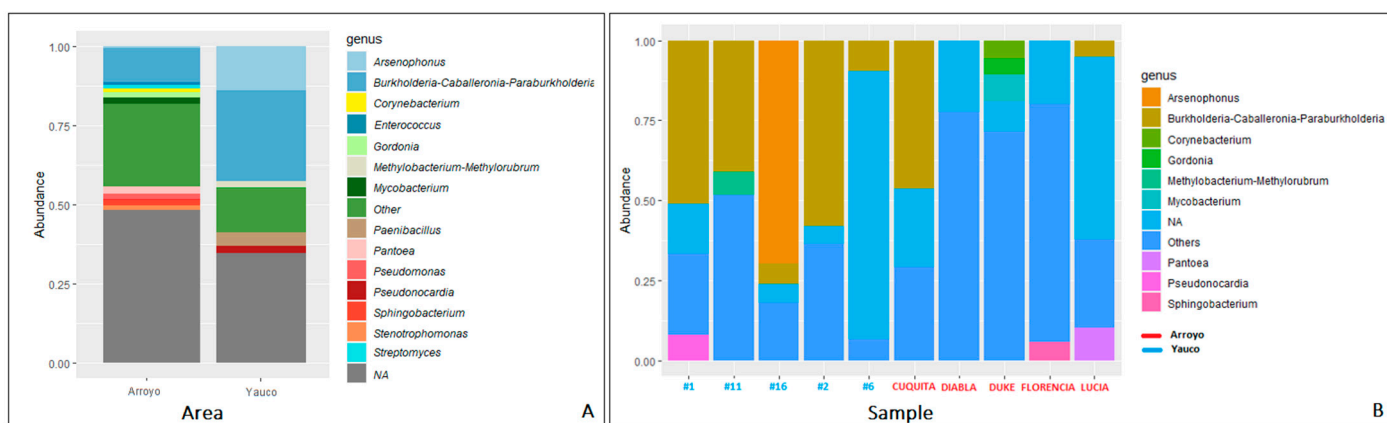 genus
1.00
0.75
0.50
0.25
0.00
Abundance
Arroyo
Yauco
Area
A
Arsenophonus
Burkholderia-Caballeronia-Paraburkholderia
Corynebacterium
Enterococcus
Gordonia
Methylobacterium-Methylorubrum
Mycobacterium
Other
Paenibacillus
Pantoea
Pseudomonas
Pseudonocardia
Sphingobacterium
Stenotrophomonas
Streptomyces
NA
1.00
0.75
0.50
0.25
0.00
Abundance
#1
#11
#16
#2
#6
CUQUITA
DIABLA
DUKE
FLORENCIA
LUCIA
Sample
B
genus
Arsenophonus
Burkholderia-Caballeronia-Paraburkholderia
Corynebacterium
Gordonia
Methylobacterium-Methylorubrum
Mycobacterium
NA
Others
Pantoea
Pseudonocardia
Sphingobacterium
Arroyo
Yauco